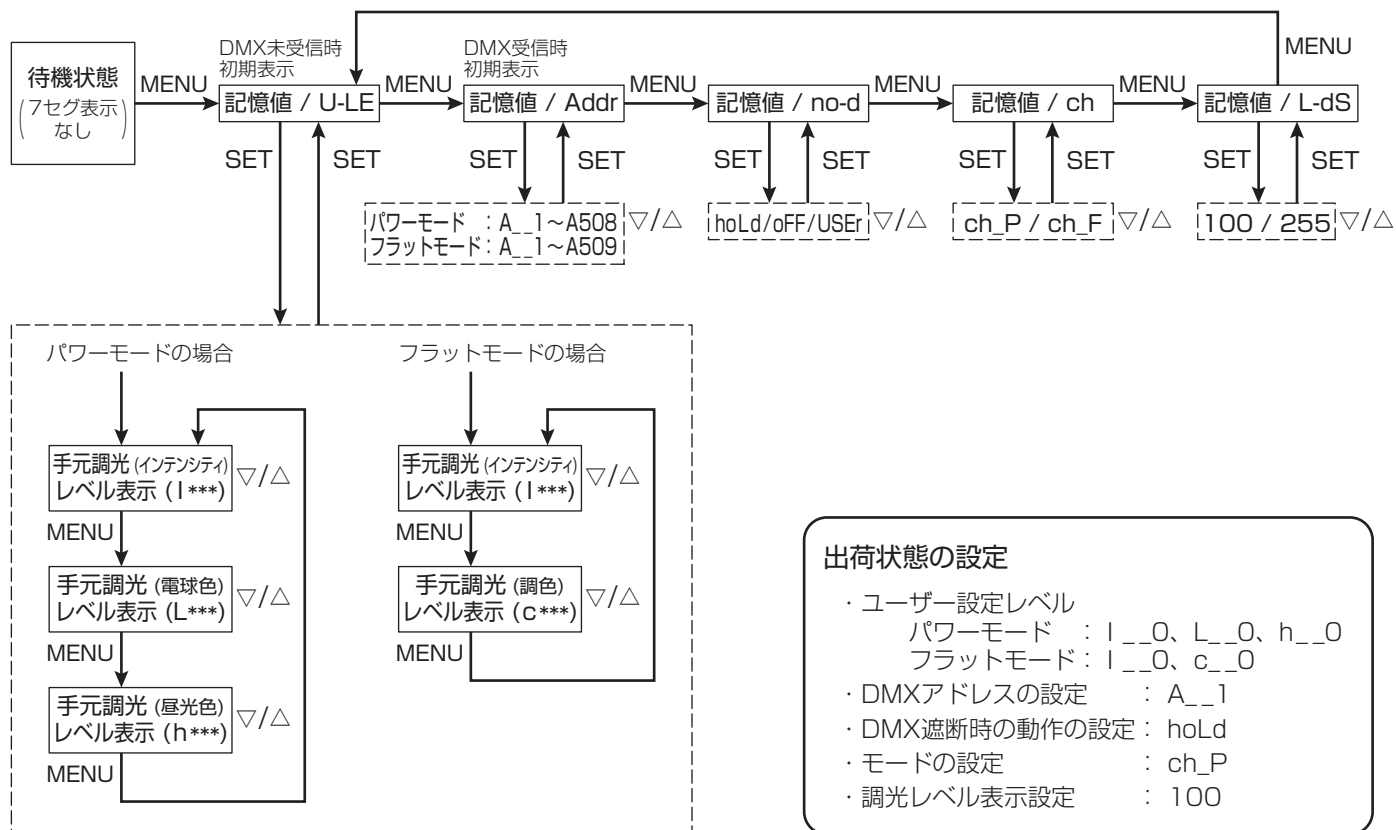 DMX未受信時
初期表示
DMX受信時
初期表示
MENU
待機状態
(7セグ表示
なし)
MENU
記憶値 / U-LE
MENU
記憶値 / Addr
MENU
記憶値 / no-d
MENU
記憶値 / ch
MENU
記憶値 / L-dS
SET SET
SET SET
SET SET
SET SET
SET SET
パワーモード : A__1~A508
フラットモード : A__1~A509
▽/△
hoLd/oFF/USEr ▽/△
ch_P / ch_F ▽/△
100 / 255 ▽/△
パワーモードの場合
手元調光 (インテンシティ)
レベル表示 (I***)
▽/△
MENU
手元調光 (電球色)
レベル表示 (L***)
▽/△
MENU
手元調光 (昼光色)
レベル表示 (h***)
▽/△
MENU
フラットモードの場合
手元調光 (インテンシティ)
レベル表示 (I***)
▽/△
MENU
手元調光 (調色)
レベル表示 (c***)
▽/△
MENU
出荷状態の設定
・ユーザー設定レベル
パワーモード : I__0、L__0、h__0
フラットモード : I__0、c__0
・DMXアドレスの設定 : A__1
・DMX遮断時の動作の設定 : hoLd
・モードの設定 : ch_P
・調光レベル表示設定 : 100